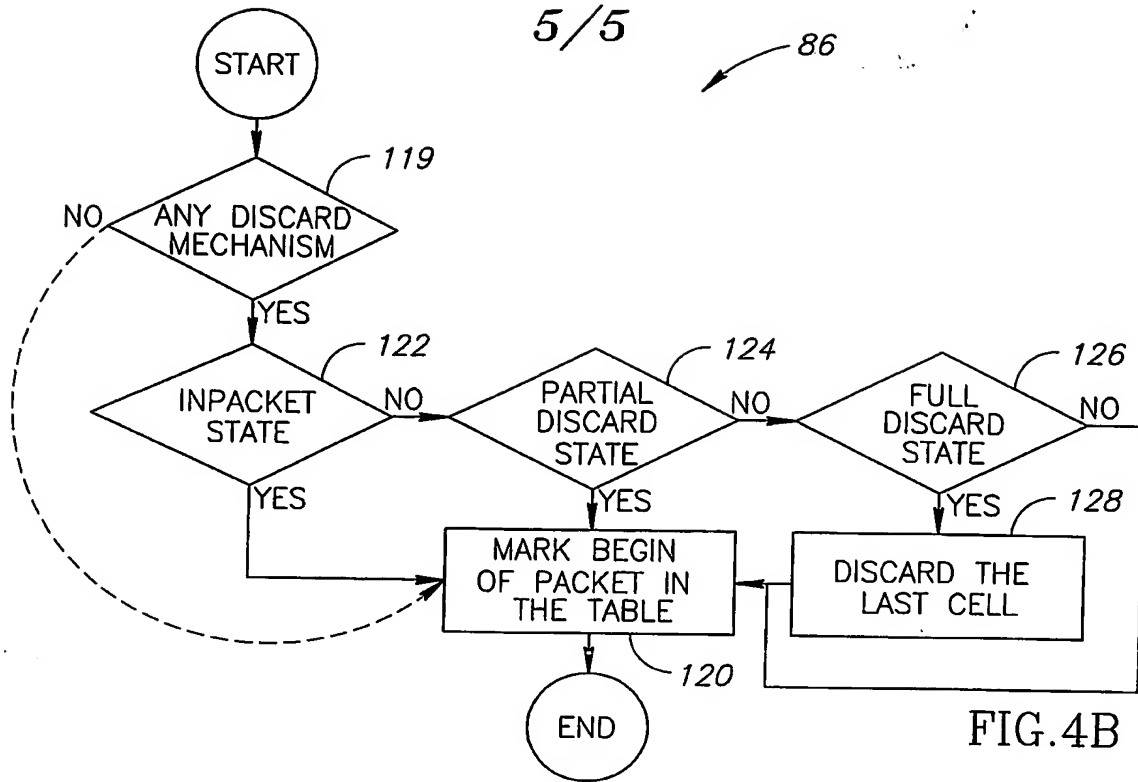 5/5
86
START
119
NO
ANY DISCARD
MECHANISM
YES
122
INPACKET
STATE
NO
YES
124
PARTIAL
DISCARD
STATE
NO
YES
126
FULL
DISCARD
STATE
NO
YES
128
MARK BEGIN
OF PACKET IN
THE TABLE
DISCARD THE
LAST CELL
120
END
FIG.4B